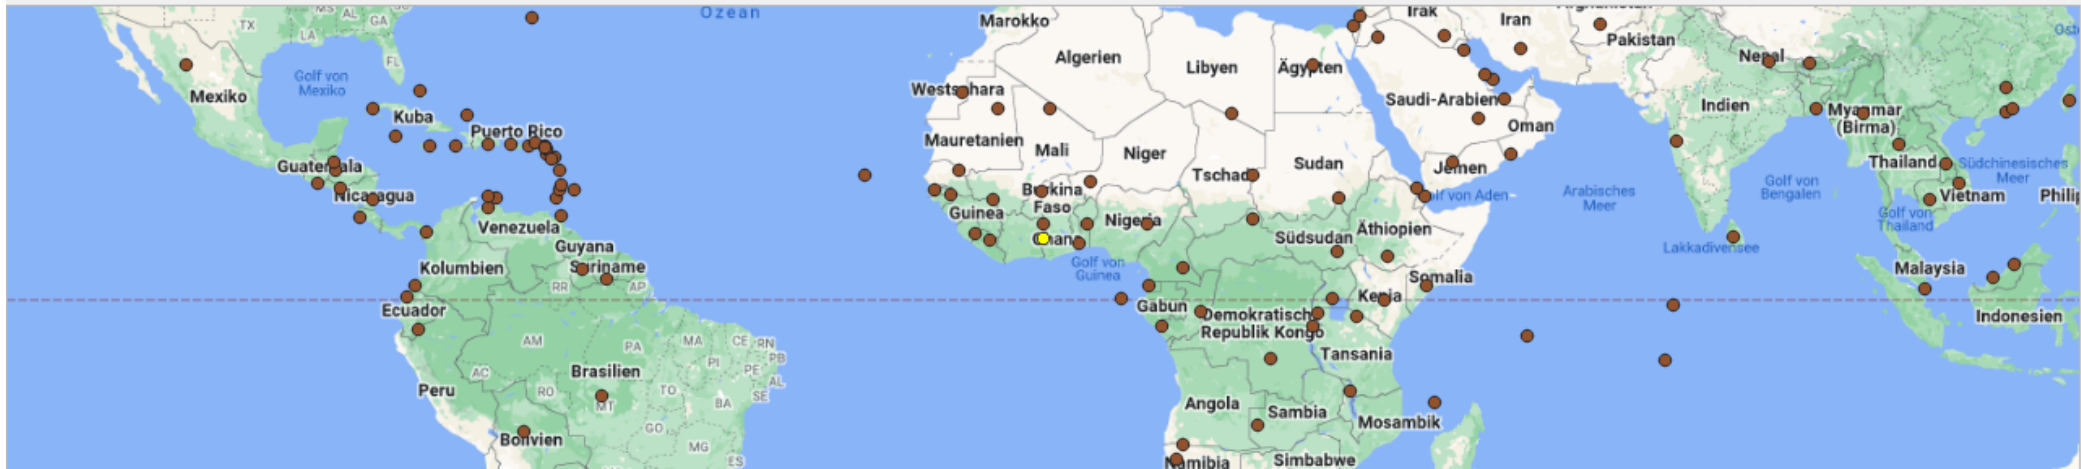 Ozean
MS
AL
GA
TX
LA
FL
Golf von
Mexiko
Mexiko
Kuba
Puerto Rico
Guatemala
Nicaragua
Venezuela
Guyana
Suriname
Kolumbien
RR
AP
Ecuador
AM
PA
MA
CE
RN
PB
PI
PE
AL
SE
AC
RO
TO
BA
Peru
Brasilien
MT
GO
MG
ES
Bolivien
Marokko
Algerien
Libyen
Ägypten
Westsahara
Mauretanien
Mali
Niger
Tschad
Sudan
Burkina
Faso
Guinea
Ghana
Nigeria
Golf von
Guinea
Südsudan
Äthiopien
Somalia
Kenia
Gabun
Demokratische
Republik Kongo
Tansania
Angola
Sambia
Mosambik
Namibia
Simbabwe
Irak
Iran
Afghanistan
Pakistan
Saudi-Arabien
Oman
Jemen
Golf von Aden
Arabisches
Meer
Nepal
Indien
Golf von
Bengalen
Lakkadivensee
Myanmar
(Birma)
Thailand
Südchinesisches
Meer
Vietnam
Golf von
Thailand
Malaysia
Indonesien